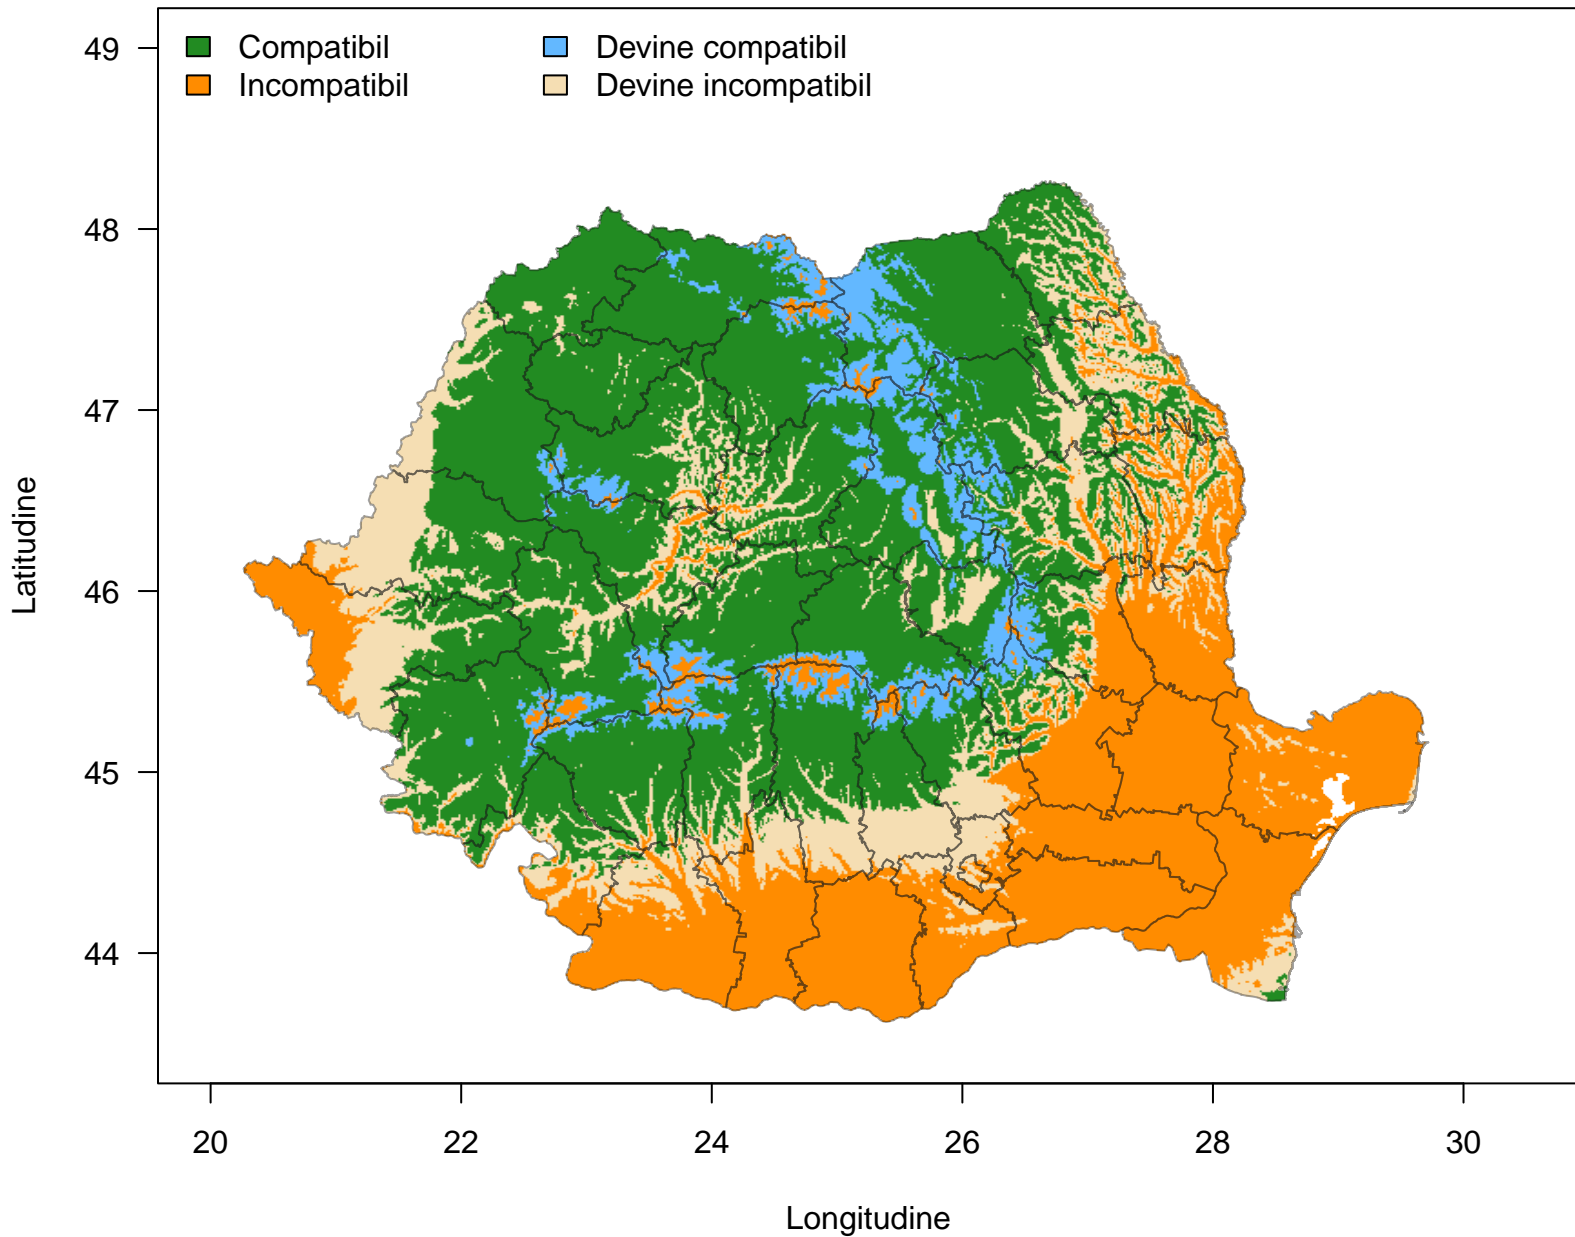 Compatibil
Incompatibil
Devine compatibil
Devine incompatibil
Latitudine
49
48
47
46
45
44
20 22 24 26 28 30
Longitudine